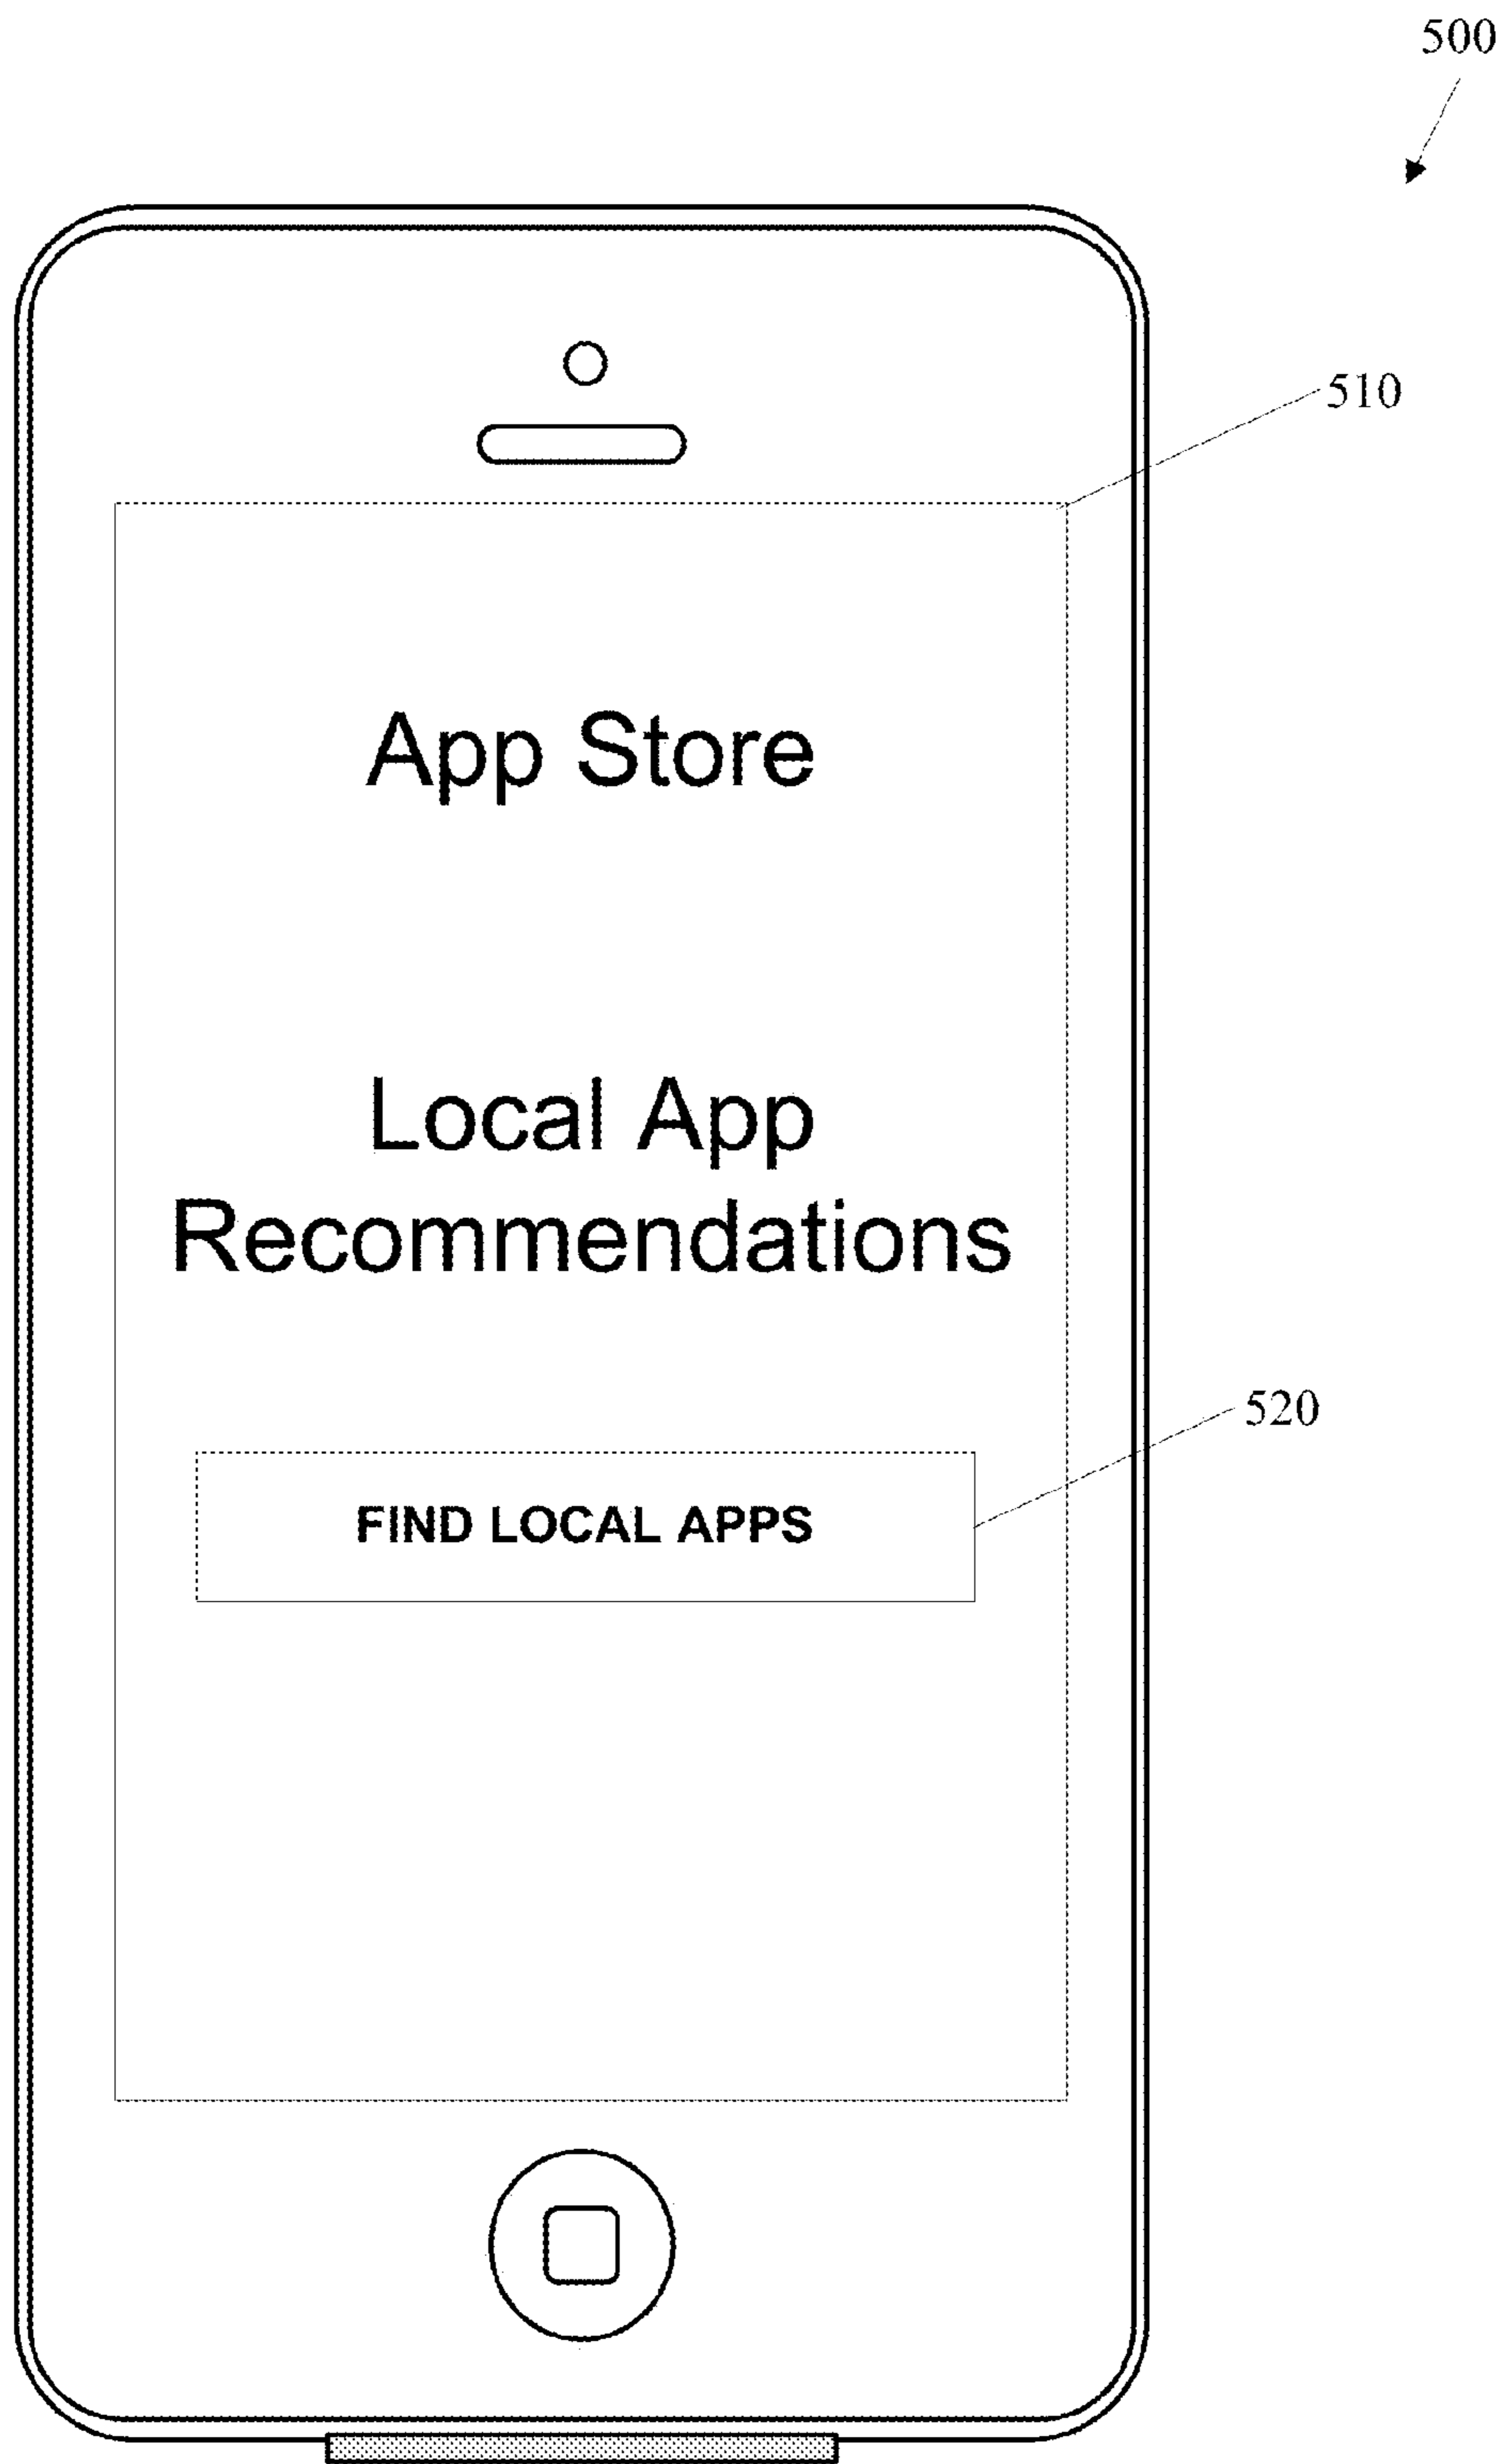 500
510
App Store
Local App
Recommendations
520
FIND LOCAL APPS